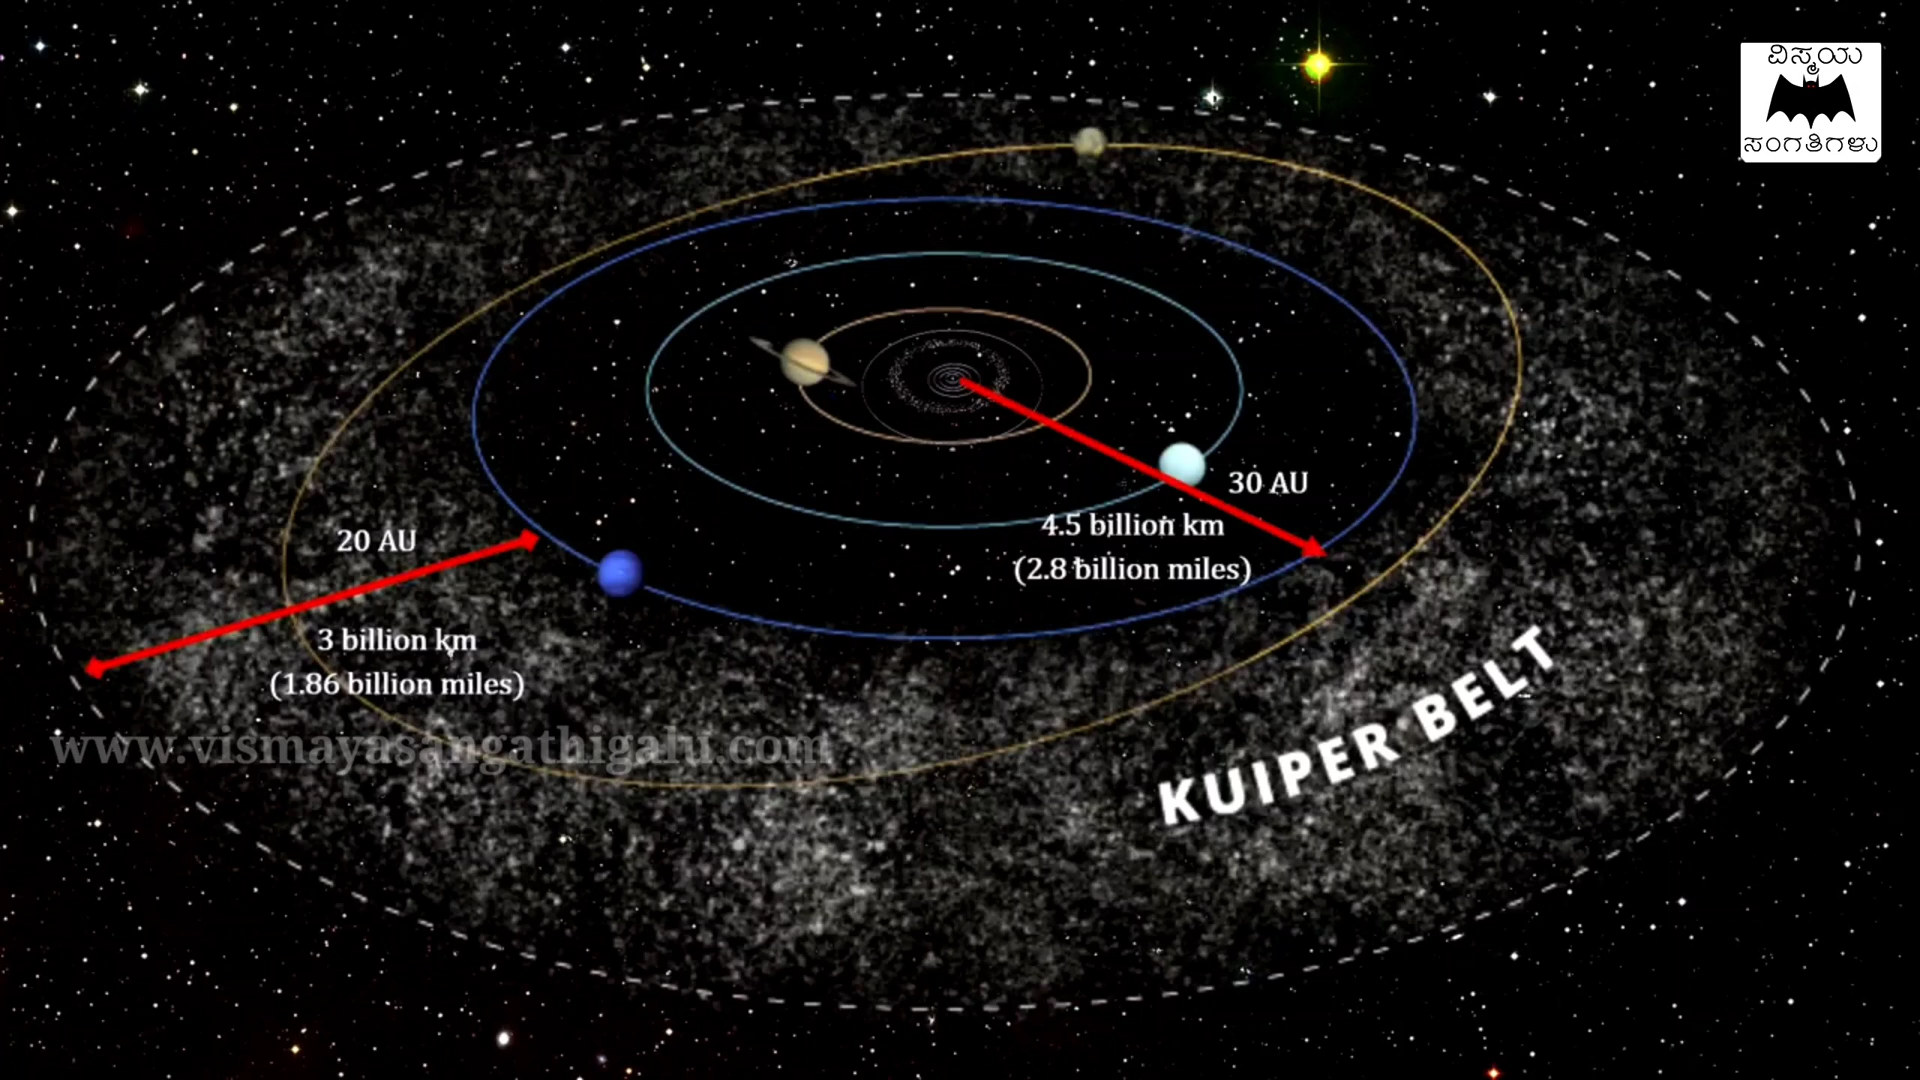 ವಿಸ್ಮಯ
ಸಂಗತಿಗಳು
30 AU
4.5 billion km
(2.8 billion miles)
20 AU
3 billion km
(1.86 billion miles)
www.vismayasangathigalu.com
KUIPER BELT